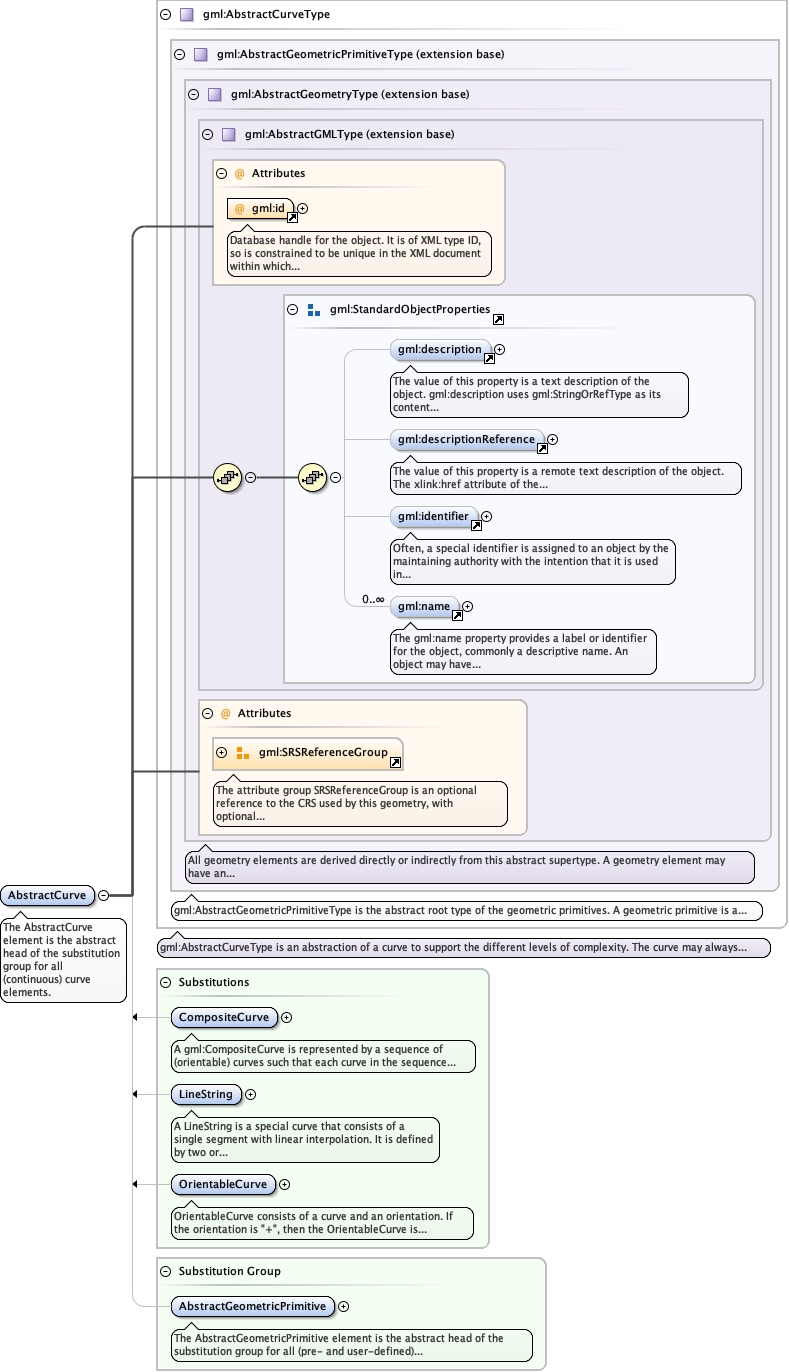 gml:AbstractCurveType
gml:AbstractGeometricPrimitiveType (extension base)
gml:AbstractGeometryType (extension base)
gml:AbstractGMLType (extension base)
@ Attributes
@ gml:id
Database handle for the object. It is of XML type ID,
so is constrained to be unique in the XML document
within which...
gml:StandardObjectProperties
gml:description
The value of this property is a text description of the
object. gml:description uses gml:StringOrRefType as its
content...
gml:descriptionReference
The value of this property is a remote text description of the object.
The xlink:href attribute of the...
gml:identifier
Often, a special identifier is assigned to an object by the
maintaining authority with the intention that it is used
in...
0..∞
gml:name
The gml:name property provides a label or identifier
for the object, commonly a descriptive name. An
object may have...
@ Attributes
gml:SRSReferenceGroup
The attribute group SRSReferenceGroup is an optional
reference to the CRS used by this geometry, with
optional...
All geometry elements are derived directly or indirectly from this abstract supertype. A geometry element may
have an...
gml:AbstractGeometricPrimitiveType is the abstract root type of the geometric primitives. A geometric primitive is a...
gml:AbstractCurveType is an abstraction of a curve to support the different levels of complexity. The curve may always...
AbstractCurve
The AbstractCurve
element is the abstract
head of the substitution
group for all
(continuous) curve
elements.
Substitutions
CompositeCurve
A gml:CompositeCurve is represented by a sequence of
(orientable) curves such that each curve in the sequence...
LineString
A LineString is a special curve that consists of a
single segment with linear interpolation. It is defined
by two or...
OrientableCurve
OrientableCurve consists of a curve and an orientation. If
the orientation is "+", then the OrientableCurve is...
Substitution Group
AbstractGeometricPrimitive
The AbstractGeometricPrimitive element is the abstract head of the
substitution group for all (pre- and user-defined)...